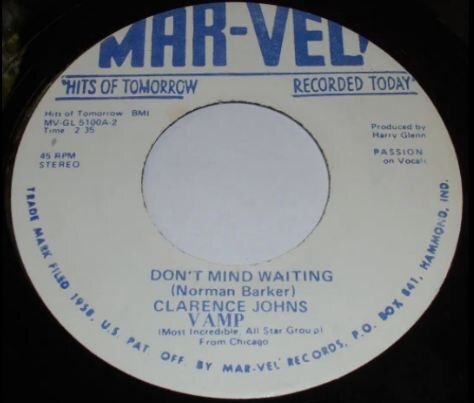 MAR-VEL'
"HITS OF TOMORROW RECORDED TODAY"
Hits of Tomorrow BMI
MV-GL 5100A-2
Time 2 35
Produced by
Harry Glenn
45 RPM
STEREO
PASSION
on Vocals
DON'T MIND WAITING
(Norman Barker)
CLARENCE JOHNS
VAMP
(Most Incredible, All Star Group)
From Chicago
TRADE MARK FILED 1958, U.S. PAT. OFF. BY MAR-VEL' RECORDS, P.O. BOX 841, HAMMOND, IND.